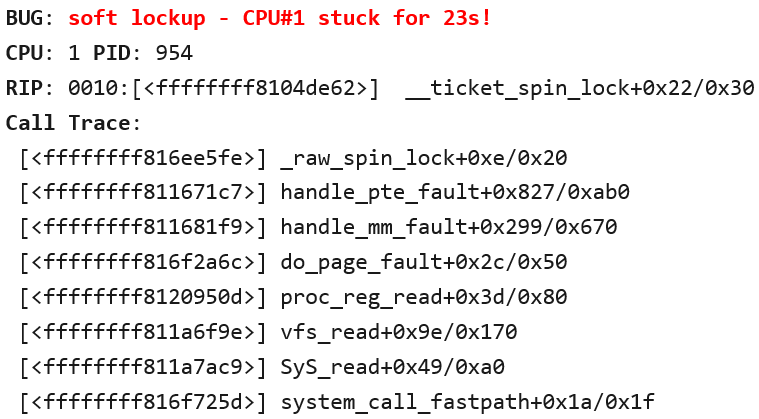 BUG: soft lockup - CPU#1 stuck for 23s!
CPU: 1 PID: 954
RIP: 0010:[<ffffffff8104de62>]  __ticket_spin_lock+0x22/0x30
Call Trace:
[<ffffffff816ee5fe>] _raw_spin_lock+0xe/0x20
[<ffffffff811671c7>] handle_pte_fault+0x827/0xab0
[<ffffffff811681f9>] handle_mm_fault+0x299/0x670
[<ffffffff816f2a6c>] do_page_fault+0x2c/0x50
[<ffffffff8120950d>] proc_reg_read+0x3d/0x80
[<ffffffff811a6f9e>] vfs_read+0x9e/0x170
[<ffffffff811a7ac9>] SyS_read+0x49/0xa0
[<ffffffff816f725d>] system_call_fastpath+0x1a/0x1f